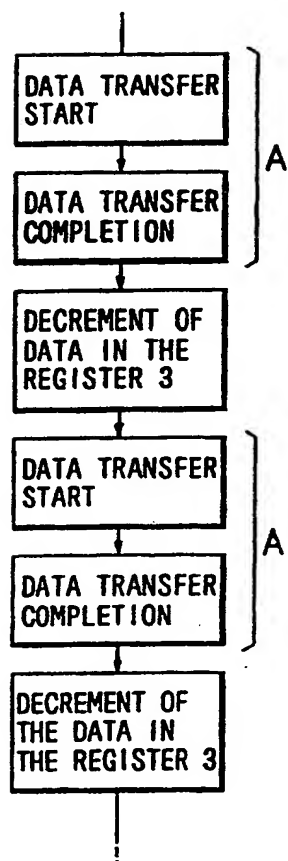 DATA TRANSFER
START
A
DATA TRANSFER
COMPLETION
DECREMENT OF
DATA IN THE
REGISTER 3
DATA TRANSFER
START
A
DATA TRANSFER
COMPLETION
DECREMENT OF
THE DATA IN
THE REGISTER 3